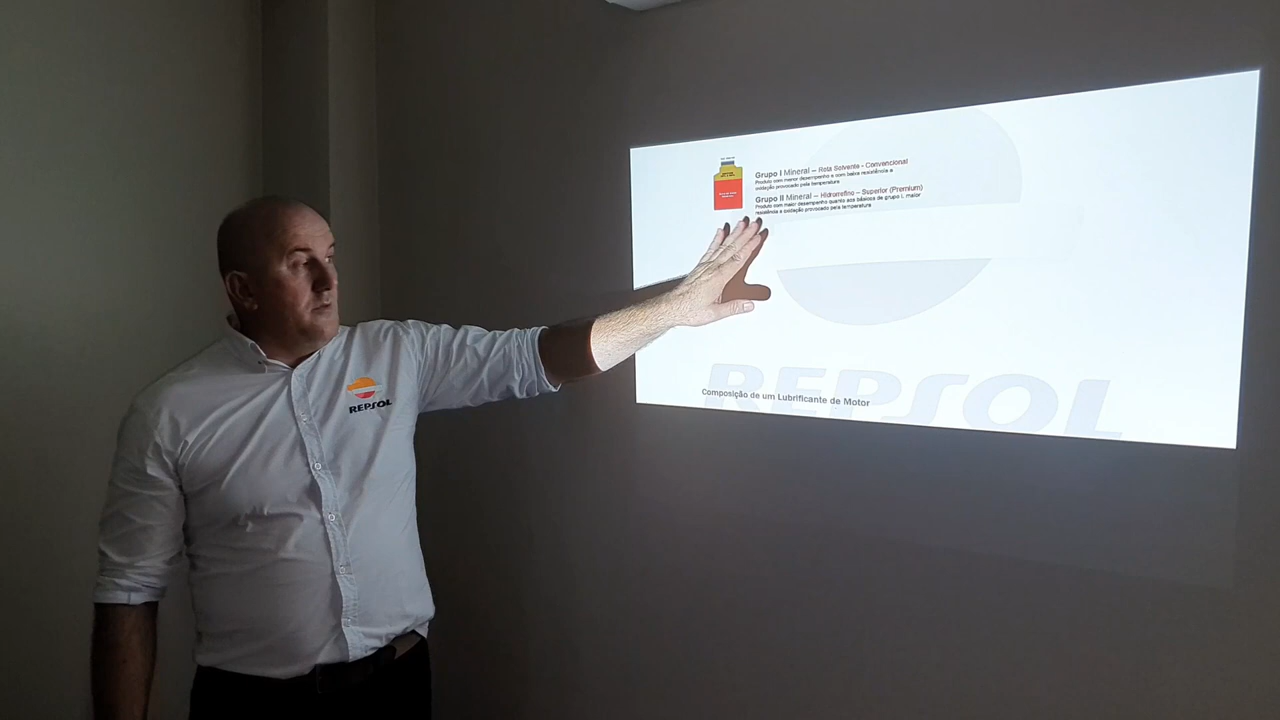 Grupo I Mineral – Rota Solvente - Convencional
Produto com menor desempenho e com baixa resistência a
oxidação provocado pela temperatura
Grupo II Mineral – Hidrorrefino – Superior (Premium)
Produto com maior desempenho quanto aos básicos de grupo I, maior
resistência a oxidação provocado pela temperatura
REPSOL
Composição de um Lubrificante de Motor
REPSOL